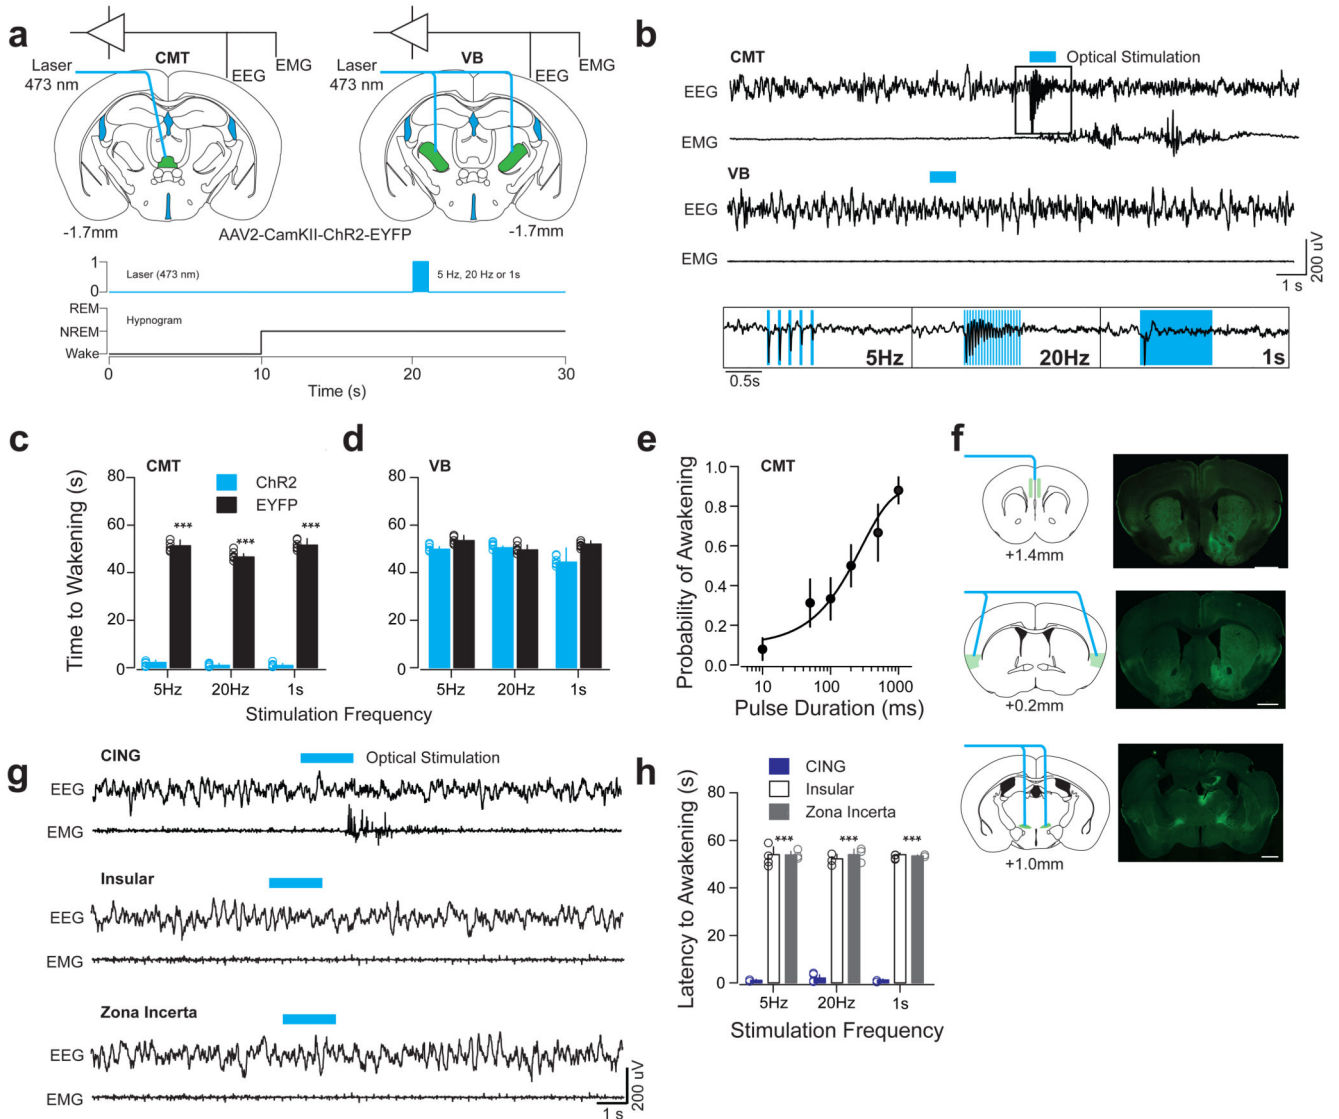 a
CMT
VB
Laser
473 nm
EEG
EMG
Laser
473 nm
EEG
EMG
-1.7mm
AAV2-CamKII-ChR2-EYFP
-1.7mm
1
0
Laser (473 nm)
5 Hz, 20 Hz or 1s
REM
NREM
Wake
Hypnogram
0 10 20 30
Time (s)
b
CMT
Optical Stimulation
EEG
EMG
VB
EEG
EMG
200 uV
1 s
5Hz
20Hz
1s
0.5s
c
CMT
Time to Wakening (s)
80
60
40
20
0
ChR2
EYFP
***
***
***
5Hz 20Hz 1s
Stimulation Frequency
d
VB
80
60
40
20
0
5Hz 20Hz 1s
e
CMT
Probability of Awakening
1.0
0.8
0.6
0.4
0.2
0.0
10 100 1000
Pulse Duration (ms)
f
+1.4mm
+0.2mm
+1.0mm
g
CING
Optical Stimulation
EEG
EMG
Insular
EEG
EMG
Zona Incerta
EEG
EMG
200 uV
1 s
h
CING
Insular
Zona Incerta
Latency to Awakening (s)
80
60
40
20
0
*** *** ***
5Hz 20Hz 1s
Stimulation Frequency